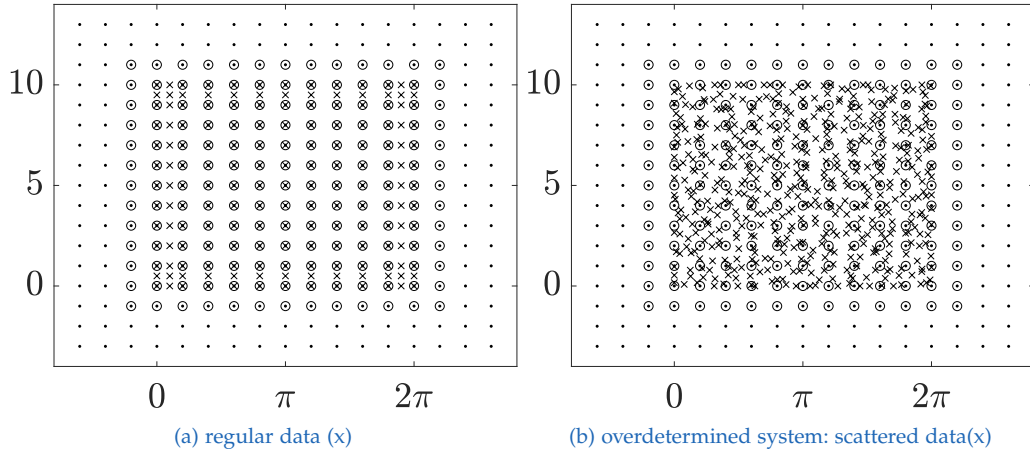 10
5
0
0 π 2π
(a) regular data (x)
10
5
0
0 π 2π
(b) overdetermined system: scattered data(x)